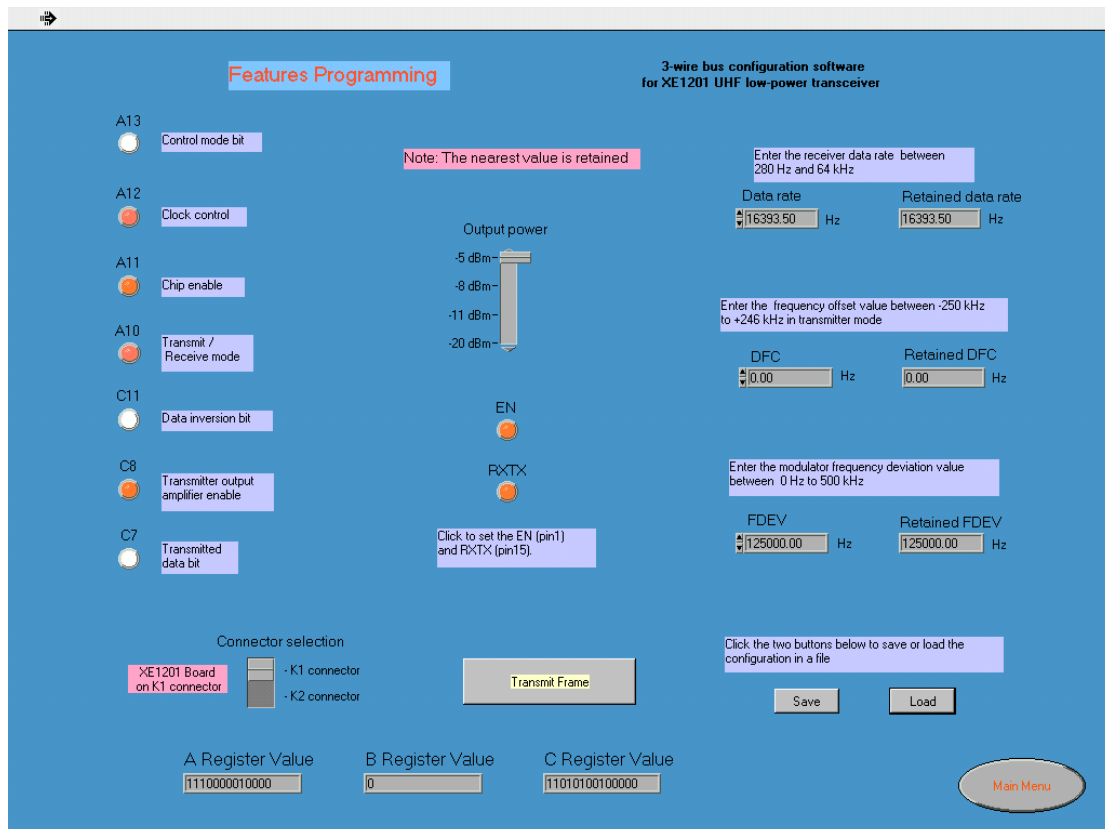 Features Programming
3-wire bus configuration software
for XE1201 UHF low-power transceiver
A13
Control mode bit
A12
Clock control
A11
Chip enable
A10
Transmit /
Receive mode
C11
Data inversion bit
C8
Transmitter output
amplifier enable
C7
Transmitted
data bit
Note: The nearest value is retained
Output power
-5 dBm
-8 dBm
-11 dBm
-20 dBm
EN
RXTX
Click to set the EN (pin1)
and RXTX (pin15).
Enter the receiver data rate between
280 Hz and 64 kHz
Data rate
Retained data rate
16393.50 Hz
16393.50 Hz
Enter the frequency offset value between -250 kHz
to +246 kHz in transmitter mode
DFC
Retained DFC
0.00 Hz
0.00 Hz
Enter the modulator frequency deviation value
between 0 Hz to 500 kHz
FDEV
Retained FDEV
125000.00 Hz
125000.00 Hz
Connector selection
XE1201 Board
on K1 connector
- K1 connector
- K2 connector
Transmit Frame
Click the two buttons below to save or load the
configuration in a file
Save
Load
A Register Value
B Register Value
C Register Value
1110000010000
0
11010100100000
Main Menu